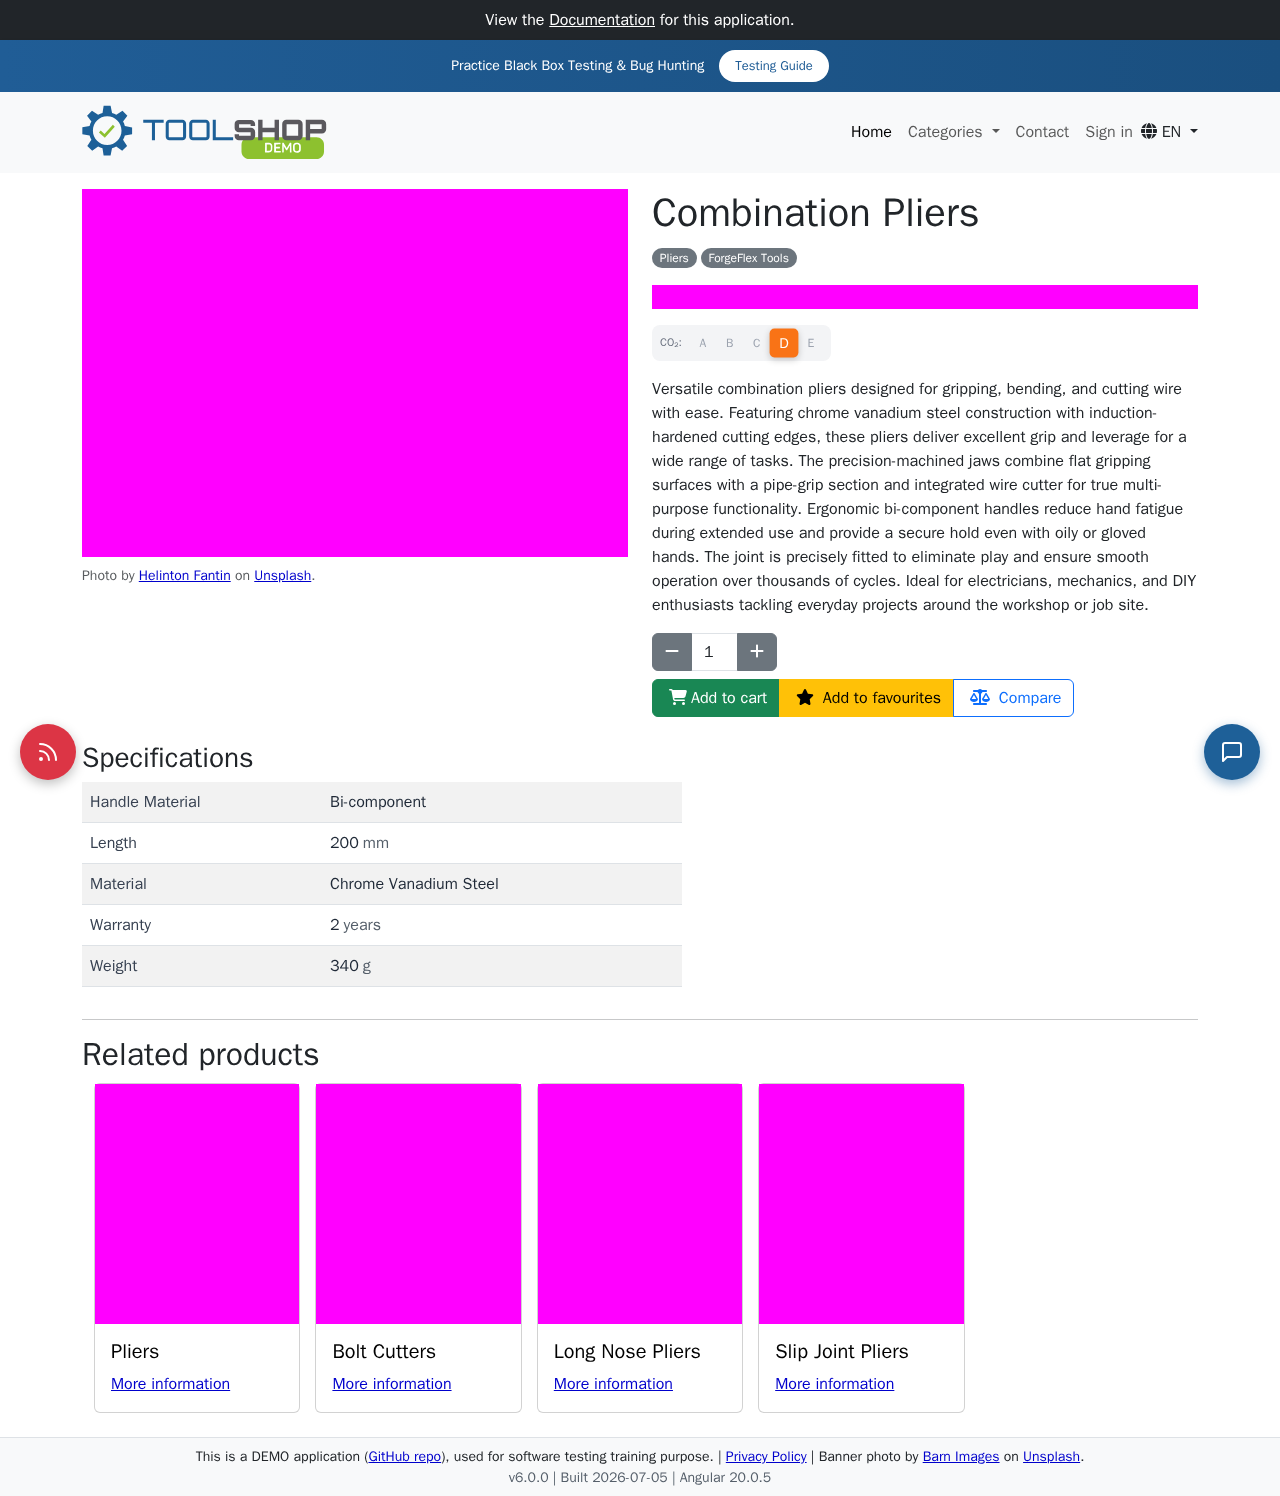 View the Documentation for this application.
Practice Black Box Testing & Bug Hunting Testing Guide
TOOLSHOP DEMO
Home Categories Contact Sign in EN
Combination Pliers
Pliers ForgeFlex Tools
CO₂: A B C D E
Versatile combination pliers designed for gripping, bending, and cutting wire
with ease. Featuring chrome vanadium steel construction with induction-
hardened cutting edges, these pliers deliver excellent grip and leverage for a
wide range of tasks. The precision-machined jaws combine flat gripping
surfaces with a pipe-grip section and integrated wire cutter for true multi-
purpose functionality. Ergonomic bi-component handles reduce hand fatigue
during extended use and provide a secure hold even with oily or gloved
hands. The joint is precisely fitted to eliminate play and ensure smooth
operation over thousands of cycles. Ideal for electricians, mechanics, and DIY
enthusiasts tackling everyday projects around the workshop or job site.
Photo by Helinton Fantin on Unsplash.
1
Add to cart Add to favourites Compare
Specifications
Handle Material Bi-component
Length 200 mm
Material Chrome Vanadium Steel
Warranty 2 years
Weight 340 g
Related products
Pliers
More information
Bolt Cutters
More information
Long Nose Pliers
More information
Slip Joint Pliers
More information
This is a DEMO application (GitHub repo), used for software testing training purpose. | Privacy Policy | Banner photo by Barn Images on Unsplash.
v6.0.0 | Built 2026-07-05 | Angular 20.0.5